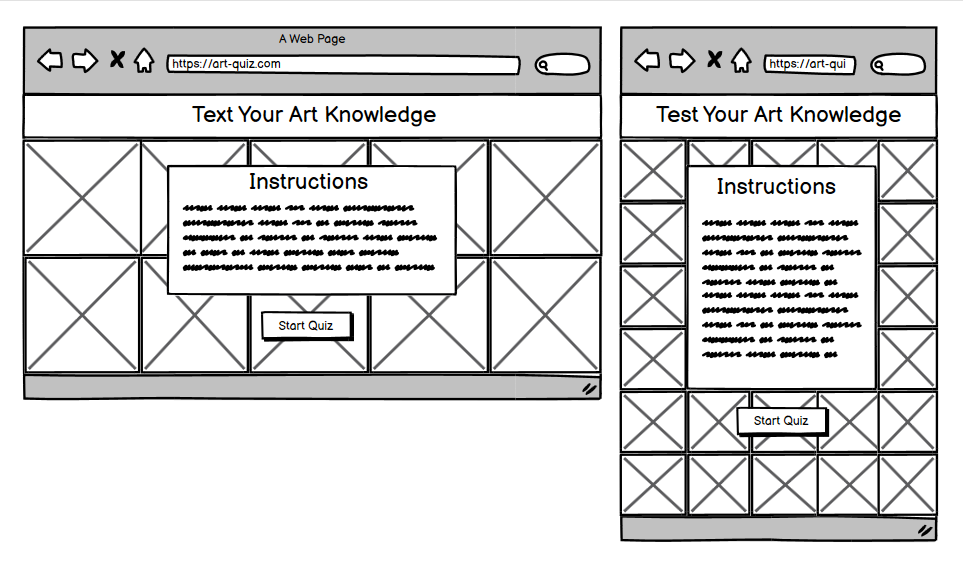 A Web Page
https://art-quiz.com
Text Your Art Knowledge
Instructions
Start Quiz
https://art-qui
Test Your Art Knowledge
Instructions
Start Quiz